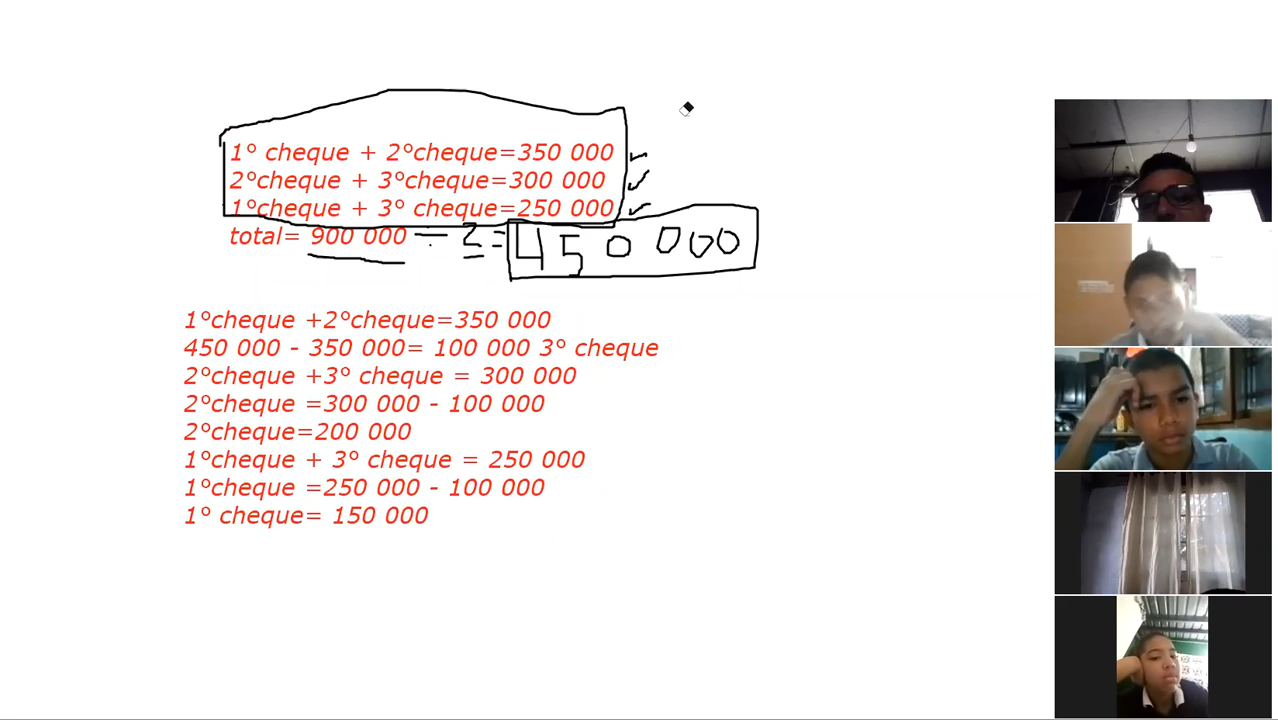 1° cheque + 2°cheque=350 000
2°cheque + 3°cheque=300 000
1°cheque + 3° cheque=250 000
total= 900 000 ÷ 2 = 450 000
1°cheque +2°cheque=350 000
450 000 - 350 000= 100 000 3° cheque
2°cheque +3° cheque = 300 000
2°cheque =300 000 - 100 000
2°cheque=200 000
1°cheque + 3° cheque = 250 000
1°cheque =250 000 - 100 000
1° cheque= 150 000